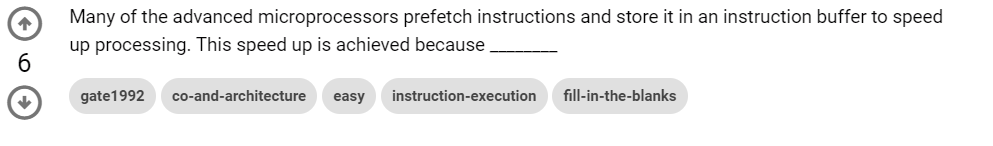 Many of the advanced microprocessors prefetch instructions and store it in an instruction buffer to speed
up processing. This speed up is achieved because ________
6
gate1992 co-and-architecture easy instruction-execution fill-in-the-blanks